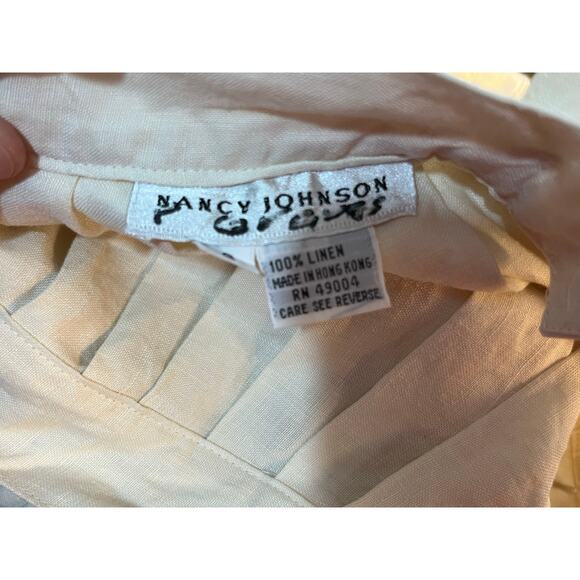 NANCY JOHNSON
100% LINEN
MADE IN HONG KONG
RN 49004
CARE SEE REVERSE